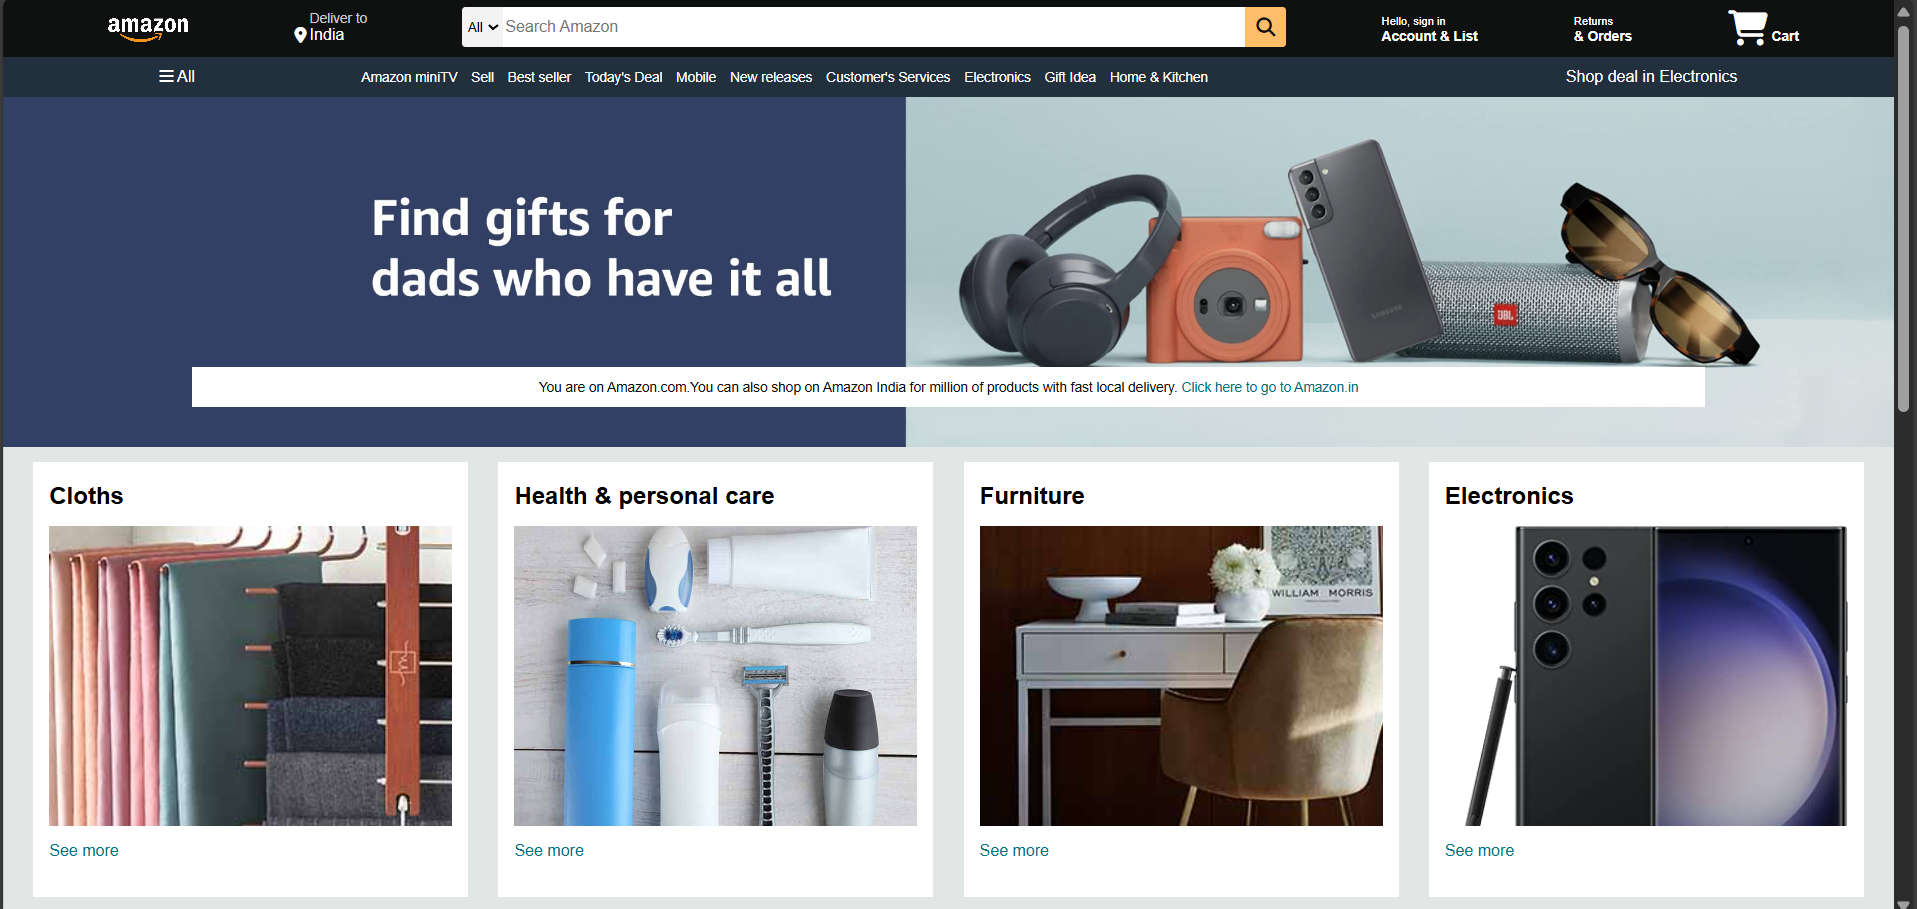 amazon
Deliver to
India
All
Search Amazon
Hello, sign in
Account & List
Returns
& Orders
Cart
All
Amazon miniTV
Sell
Best seller
Today's Deal
Mobile
New releases
Customer's Services
Electronics
Gift Idea
Home & Kitchen
Shop deal in Electronics
Find gifts for
dads who have it all
SAMSUNG
JBL
You are on Amazon.com.You can also shop on Amazon India for million of products with fast local delivery. Click here to go to Amazon.in
Cloths
Health & personal care
Furniture
Electronics
WILLIAM MORRIS
See more
See more
See more
See more